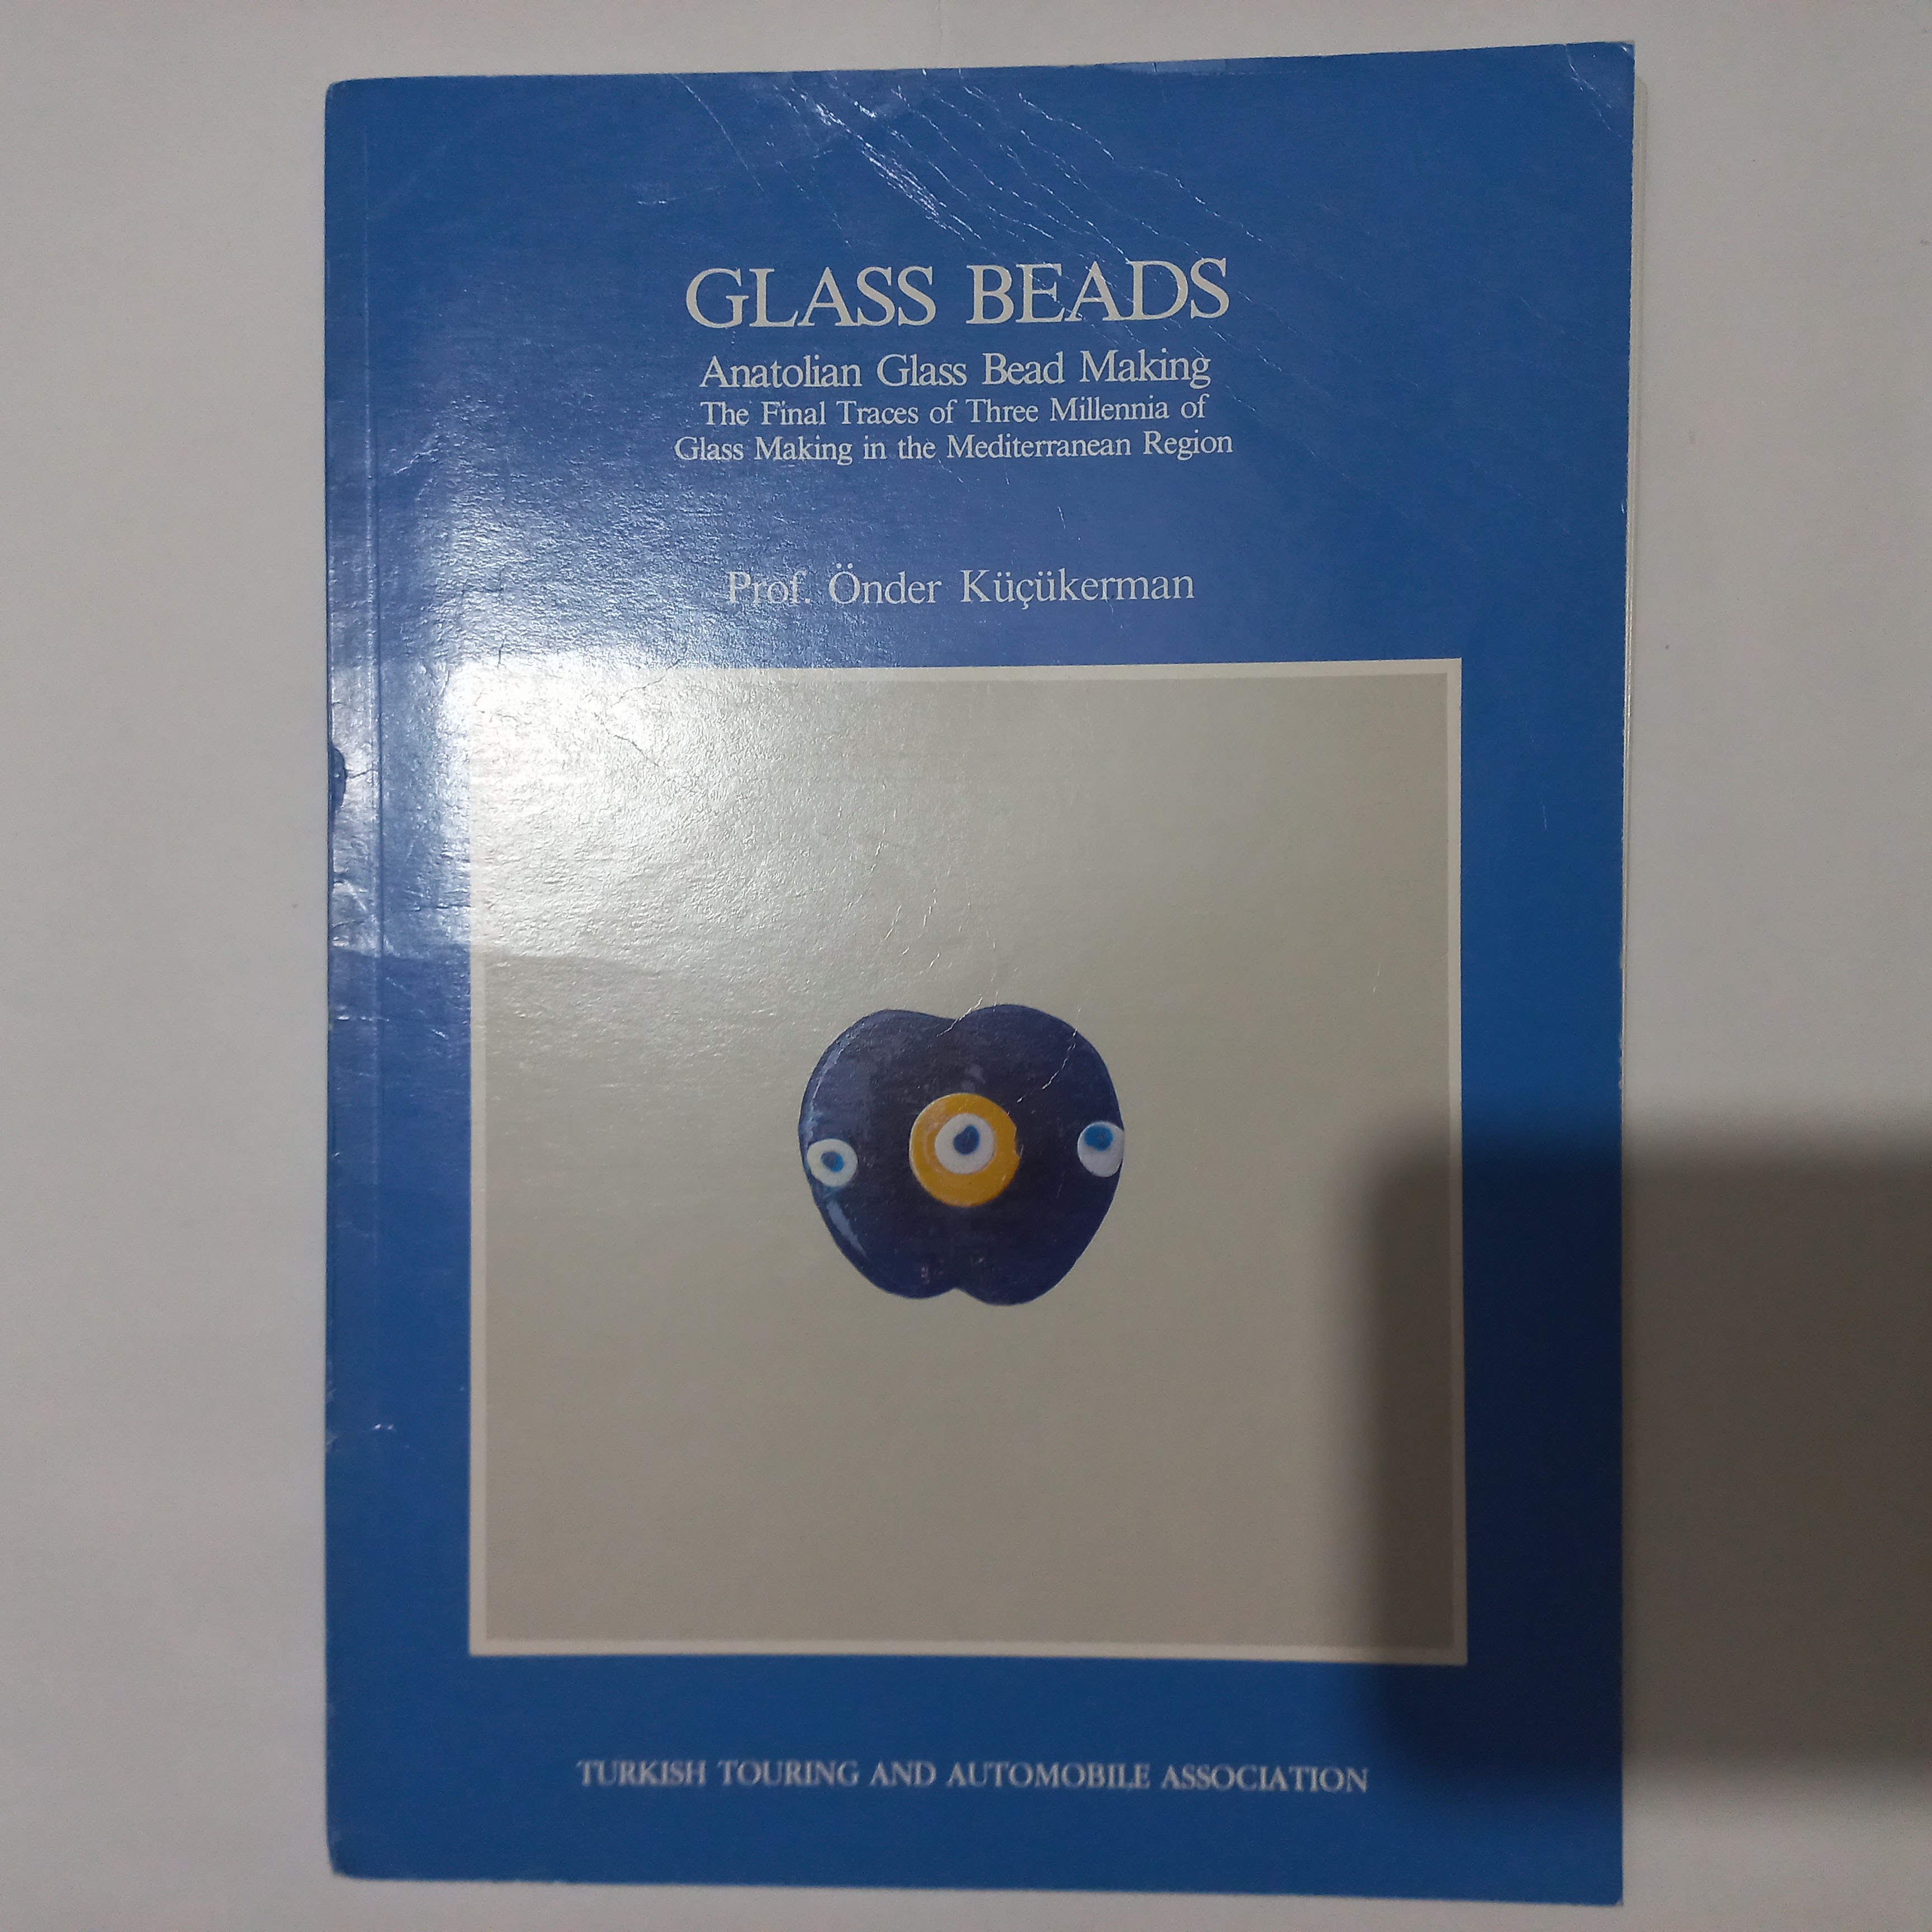 GLASS BEADS
Anatolian Glass Bead Making
The Final Traces of Three Millennia of
Glass Making in the Mediterranean Region
Prof. Önder Küçükerman
TURKISH TOURING AND AUTOMOBILE ASSOCIATION